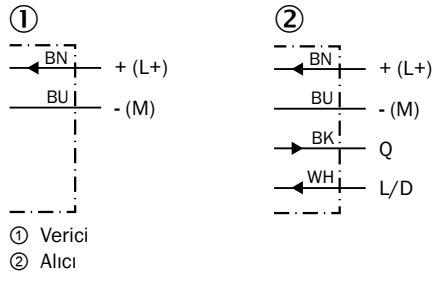 ① ②
BN + (L+) BN + (L+)
BU - (M) BU - (M)
BK Q
WH L/D
① Verici
② Alıcı